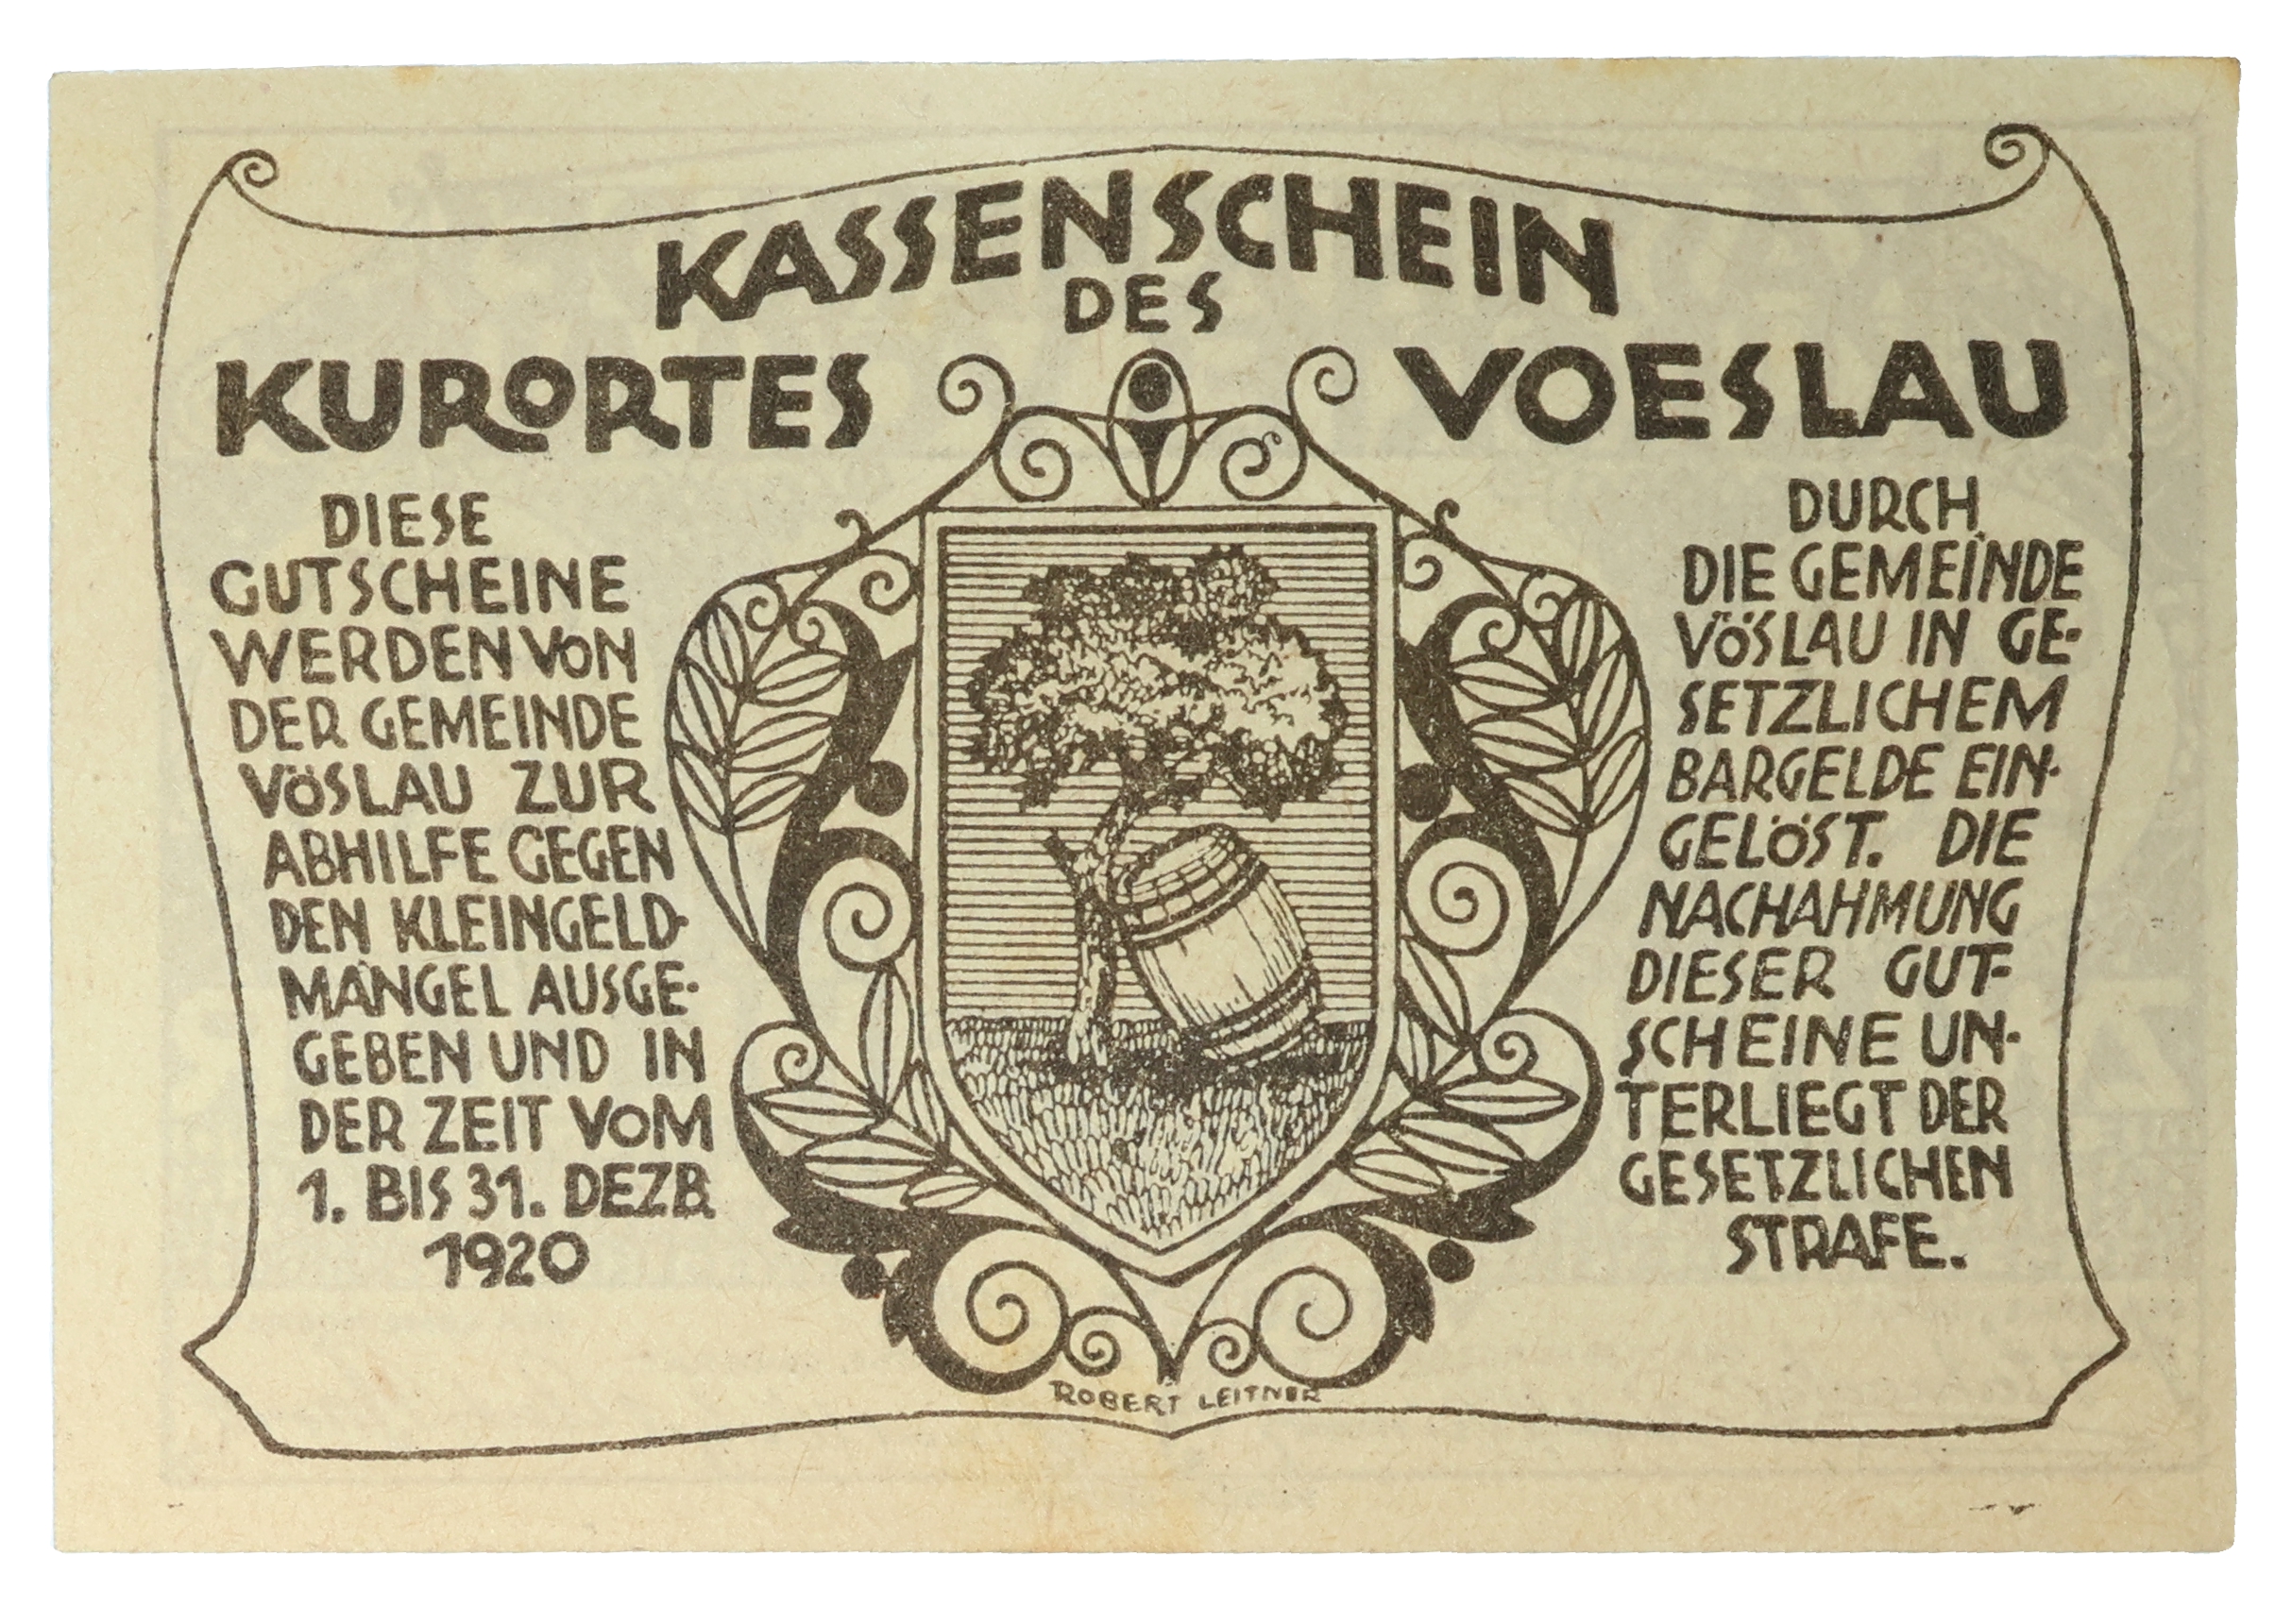 KASSENSCHEIN
DES
KURORTES VOESLAU
DIESE
GUTSCHEINE
WERDEN VON
DER GEMEINDE
VÖSLAU ZUR
ABHILFE GEGEN
DEN KLEINGELD-
MÄNGEL AUSGE-
GEBEN UND IN
DER ZEIT VOM
1. BIS 31. DEZB.
1920
DURCH
DIE GEMEINDE
VÖSLAU IN GE-
SETZLICHEM
BARGELDE EIN-
GELÖST. DIE
NACHAHMUNG
DIESER GUT-
SCHEINE UN-
TERLIEGT DER
GESETZLICHEN
STRAFE.
ROBERT LEITNER